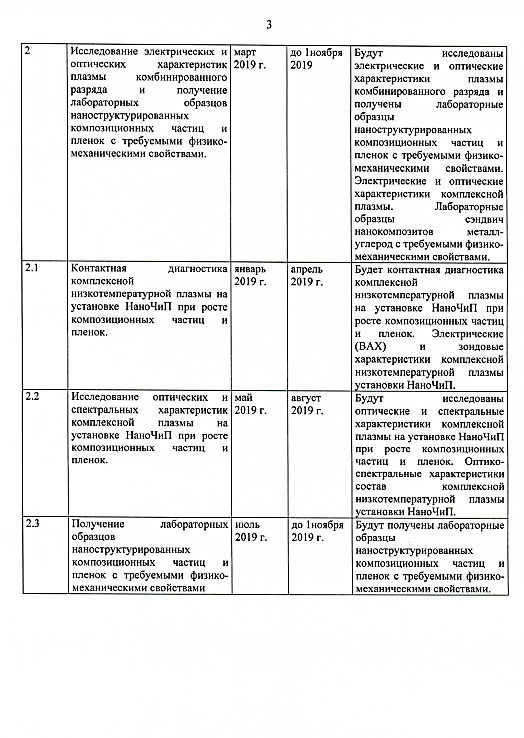 3
2
Исследование электрических и
оптических характеристик
плазмы комбинированного
разряда и получение
лабораторных образцов
наноструктурированных
композиционных частиц и
пленок с требуемыми физико-
механическими свойствами.
март
2019 г.
до 1ноября
2019
Будут исследованы
электрические и оптические
характеристики плазмы
комбинированного разряда и
получены лабораторные
образцы
наноструктурированных
композиционных частиц и
пленок с требуемыми физико-
механическими свойствами.
Электрические и оптические
характеристики комплексной
плазмы. Лабораторные
образцы сэндвич
нанокомпозитов металл-
углерод с требуемыми физико-
механическими свойствами.
2.1
Контактная диагностика
комплексной
низкотемпературной плазмы на
установке НаноЧиП при росте
композиционных частиц и
пленок.
январь
2019 г.
апрель
2019 г.
Будет контактная диагностика
комплексной
низкотемпературной плазмы
на установке НаноЧиП при
росте композиционных частиц
и пленок. Электрические
(ВАХ) и зондовые
характеристики комплексной
низкотемпературной плазмы
установки НаноЧиП.
2.2
Исследование оптических и
спектральных характеристик
комплексной плазмы на
установке НаноЧиП при росте
композиционных частиц и
пленок.
май
2019 г.
август
2019 г.
Будут исследованы
оптические и спектральные
характеристики комплексной
плазмы на установке НаноЧиП
при росте композиционных
частиц и пленок. Оптико-
спектральные характеристики
состав комплексной
низкотемпературной плазмы
установки НаноЧиП.
2.3
Получение лабораторных
образцов
наноструктурированных
композиционных частиц и
пленок с требуемыми физико-
механическими свойствами
июль
2019 г.
до 1ноября
2019 г.
Будут получены лабораторные
образцы
наноструктурированных
композиционных частиц и
пленок с требуемыми физико-
механическими свойствами.